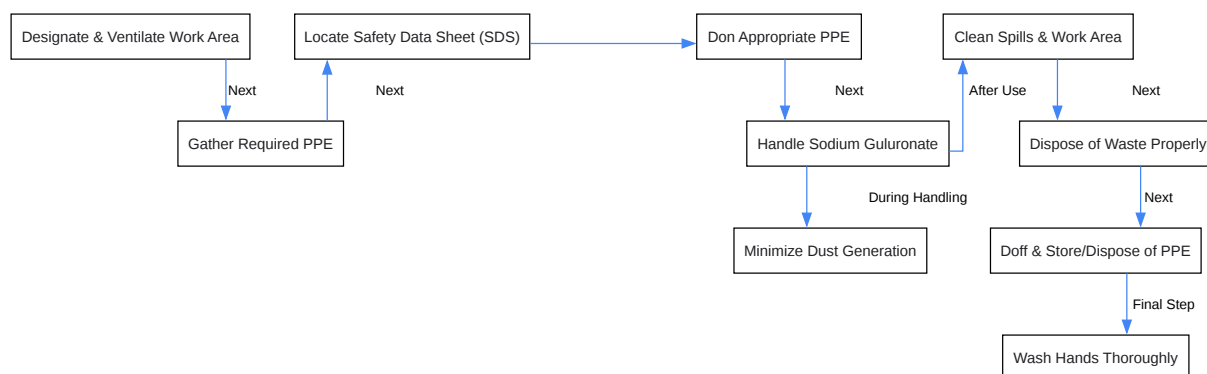 Designate & Ventilate Work Area
Locate Safety Data Sheet (SDS)
Don Appropriate PPE
Clean Spills & Work Area
Next
Next
Next
After Use
Next
Gather Required PPE
Handle Sodium Guluronate
Dispose of Waste Properly
During Handling
Next
Minimize Dust Generation
Doff & Store/Dispose of PPE
Final Step
Wash Hands Thoroughly